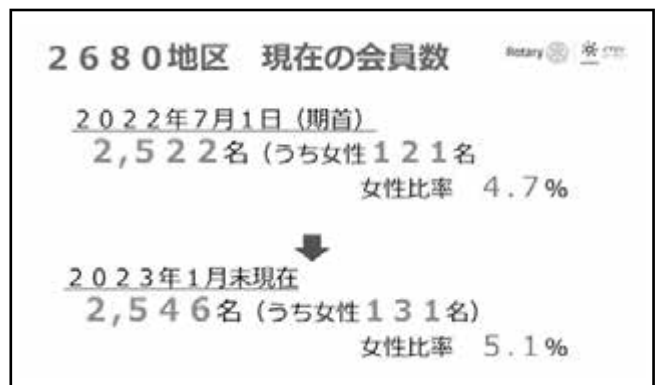 ２６８０地区　現在の会員数
Rotary
２０２２年７月１日（期首）
２,５２２名（うち女性１２１名
女性比率　４.７%
２０２３年１月末現在
２,５４６名（うち女性１３１名）
女性比率　５.１%